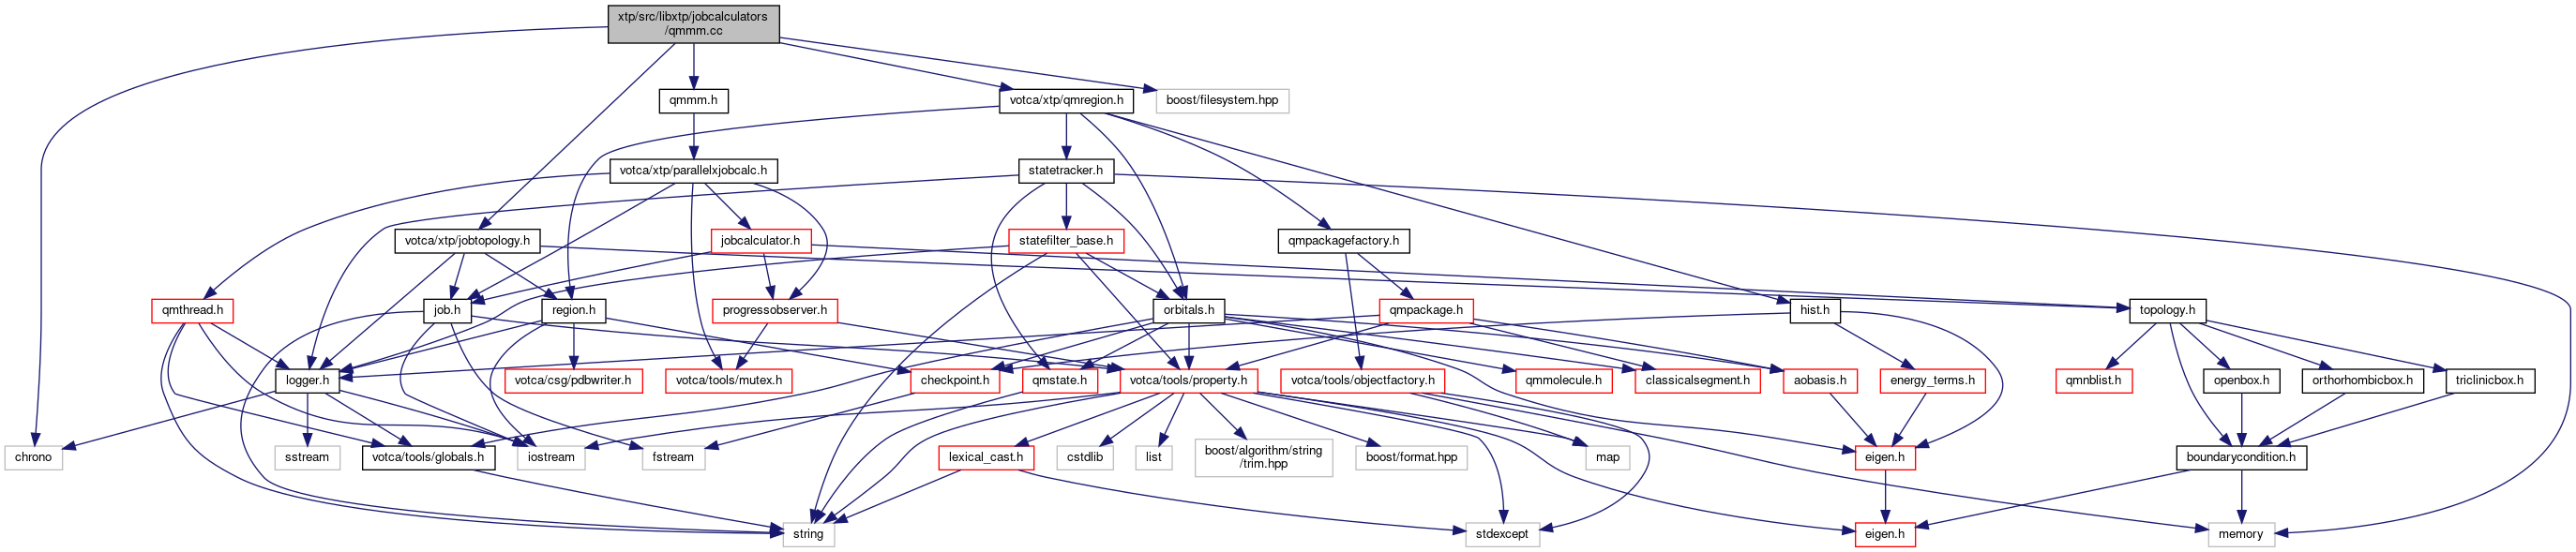 xtp/src/libxtp/jobcalculators
/qmmm.cc
qmmm.h
votca/xtp/qmregion.h
boost/filesystem.hpp
votca/xtp/parallelxjobcalc.h
statetracker.h
votca/xtp/jobtopology.h
jobcalculator.h
statefilter_base.h
qmpackagefactory.h
qmthread.h
job.h
region.h
progressobserver.h
orbitals.h
qmpackage.h
hist.h
topology.h
logger.h
votca/csg/pdbwriter.h
votca/tools/mutex.h
checkpoint.h
qmstate.h
votca/tools/property.h
votca/tools/objectfactory.h
qmmolecule.h
classicalsegment.h
aobasis.h
energy_terms.h
qmnblist.h
openbox.h
orthorhombicbox.h
triclinicbox.h
chrono
sstream
votca/tools/globals.h
iostream
fstream
lexical_cast.h
cstdlib
list
boost/algorithm/string
/trim.hpp
boost/format.hpp
map
eigen.h
boundarycondition.h
string
stdexcept
eigen.h
memory